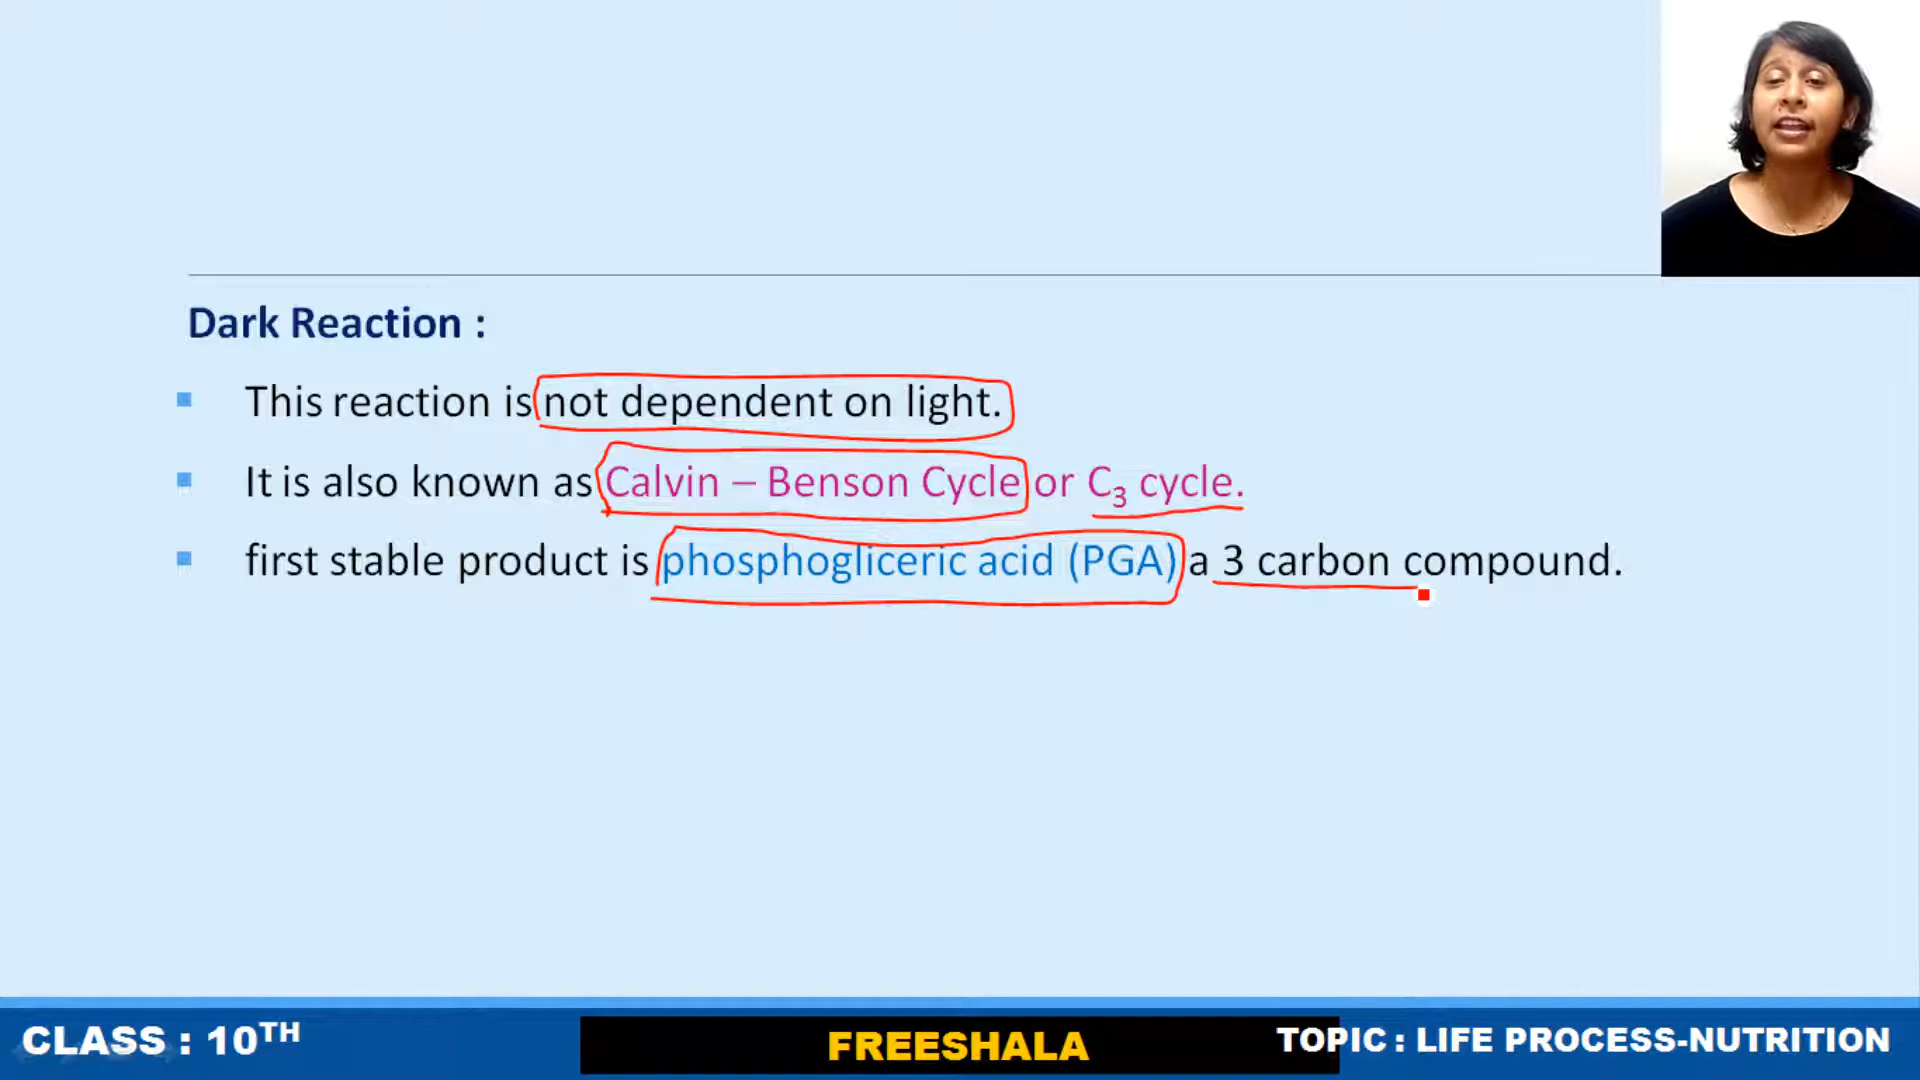 Dark Reaction :
▪ This reaction is not dependent on light.
▪ It is also known as Calvin – Benson Cycle or C₃ cycle.
▪ first stable product is phosphogliceric acid (PGA) a 3 carbon compound.
CLASS : 10TH
FREESHALA
TOPIC : LIFE PROCESS-NUTRITION